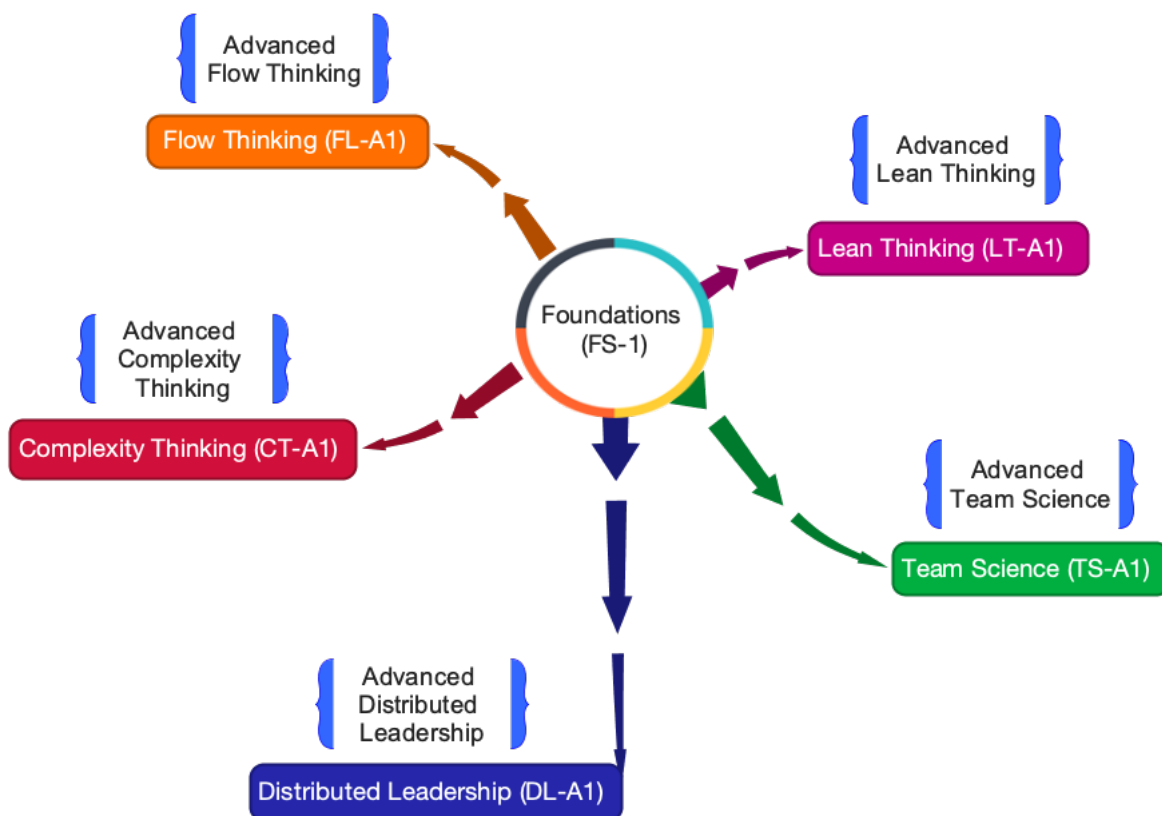 Advanced
Flow Thinking
Flow Thinking (FL-A1)
Advanced
Lean Thinking
Lean Thinking (LT-A1)
Foundations
(FS-1)
Advanced
Complexity
Thinking
Complexity Thinking (CT-A1)
Advanced
Team Science
Team Science (TS-A1)
Advanced
Distributed
Leadership
Distributed Leadership (DL-A1)